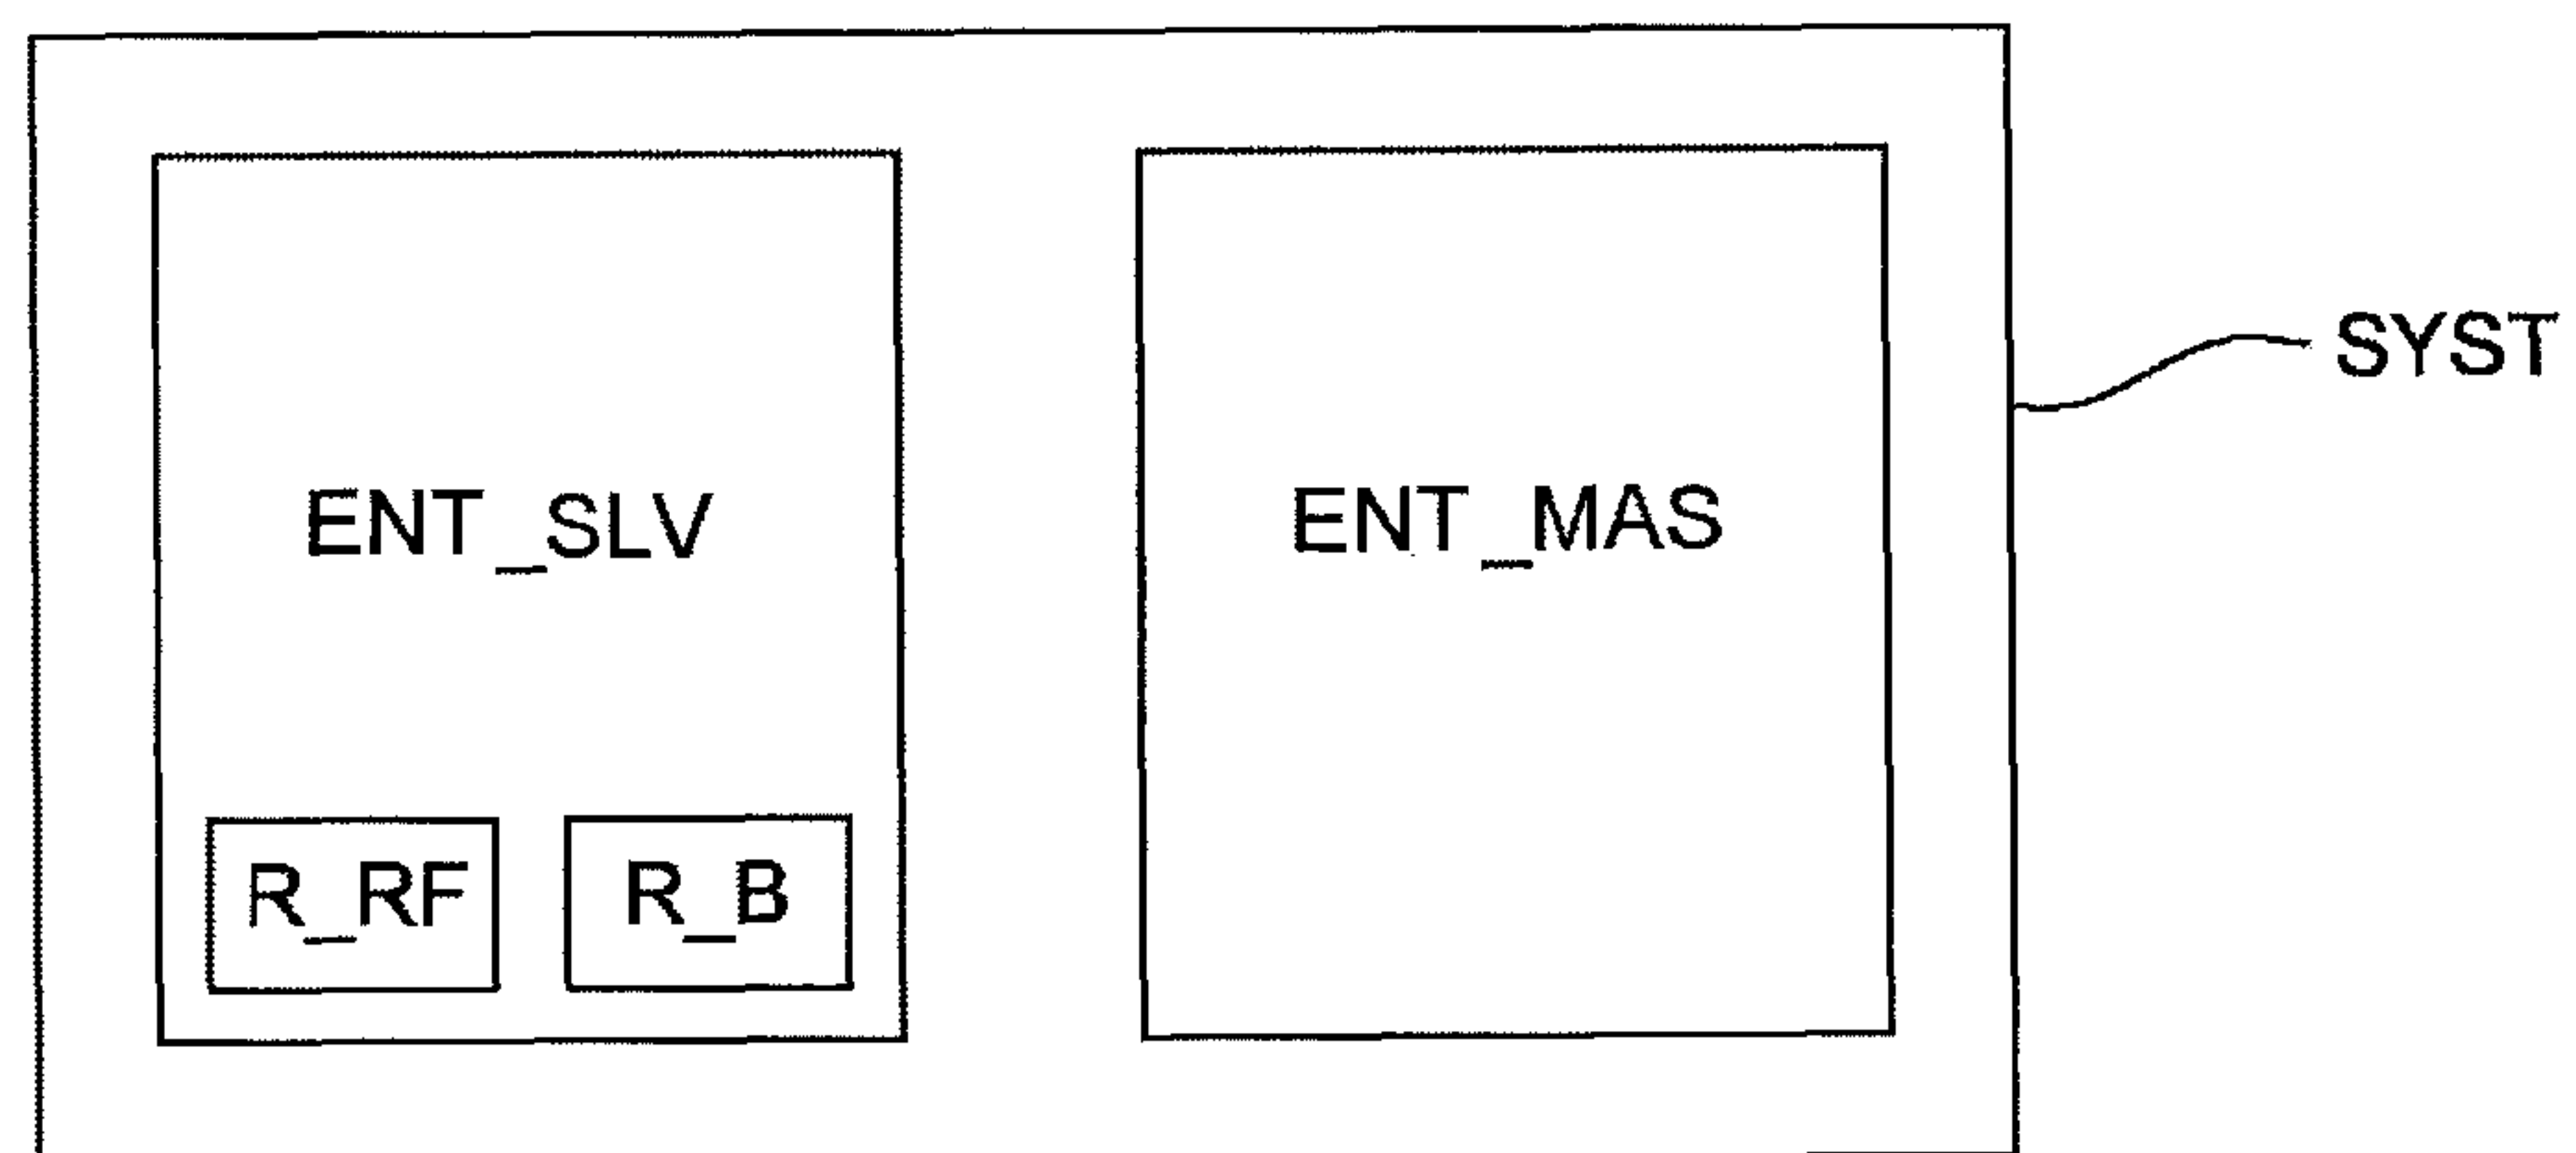 SYST
ENT_SLV
ENT_MAS
R_RF
R_B